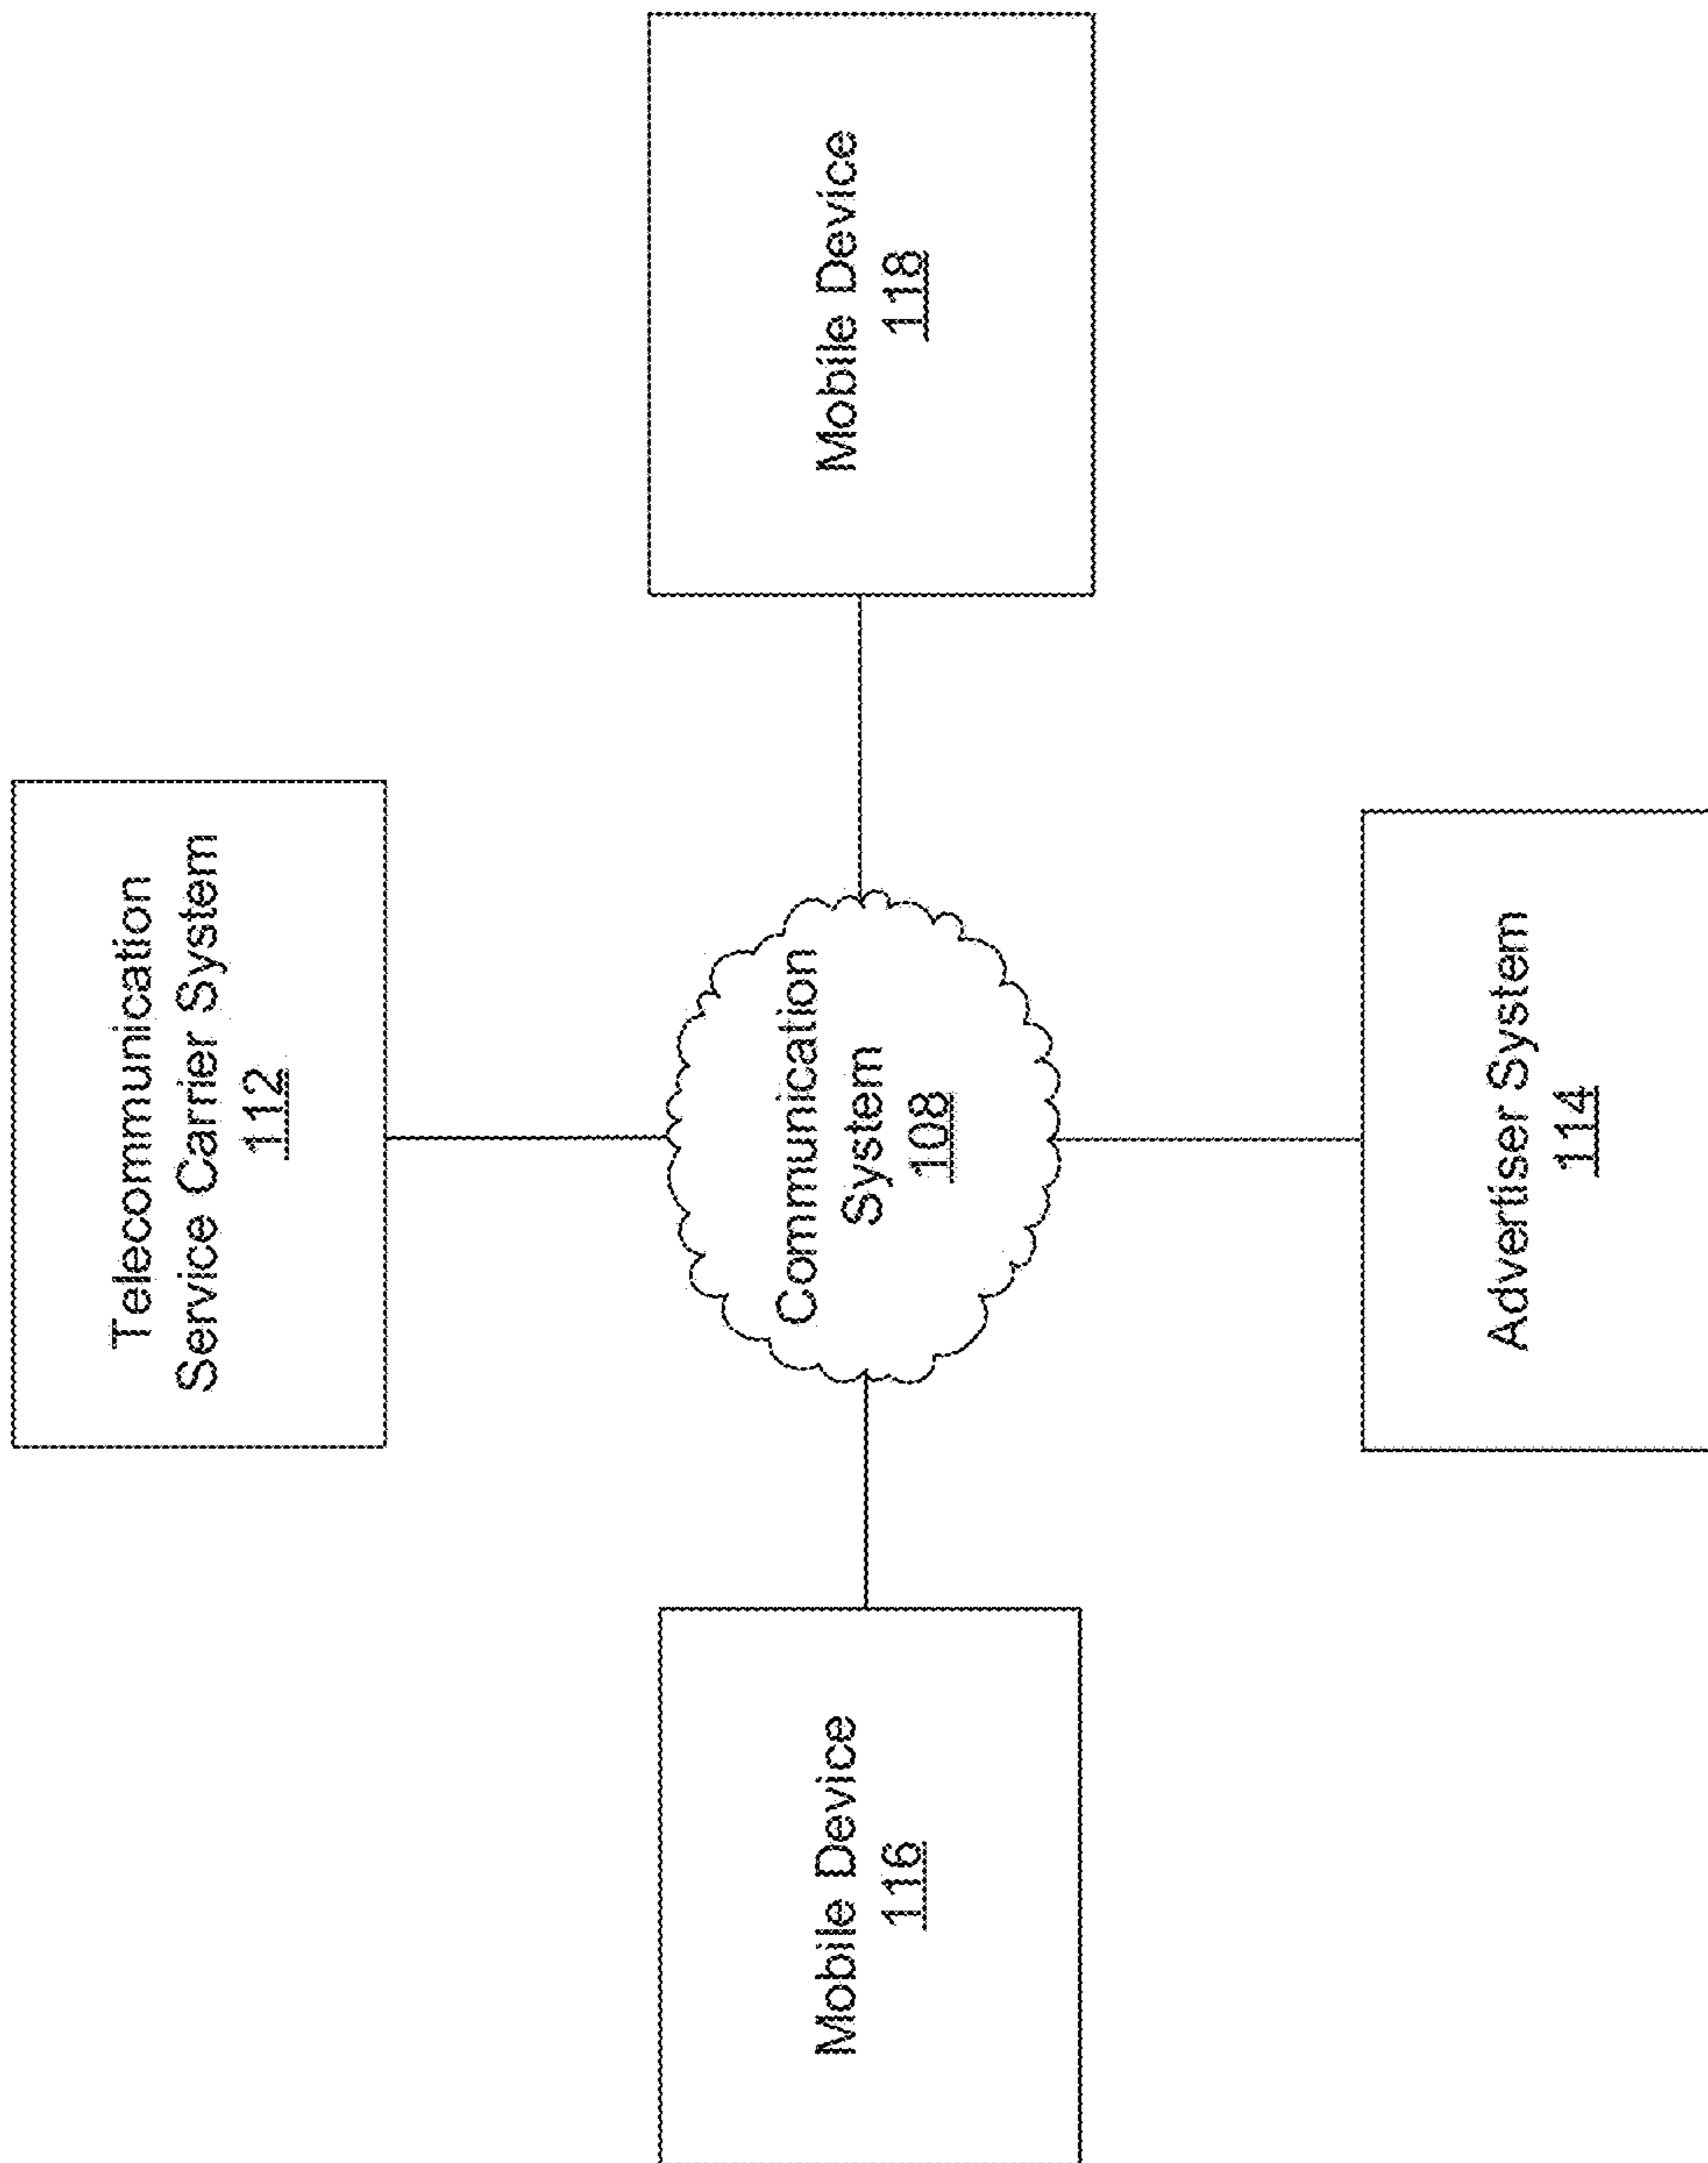 Telecommunication
Service Carrier System
112
Mobile Device
116
Communication
System
108
Mobile Device
118
Advertiser System
114